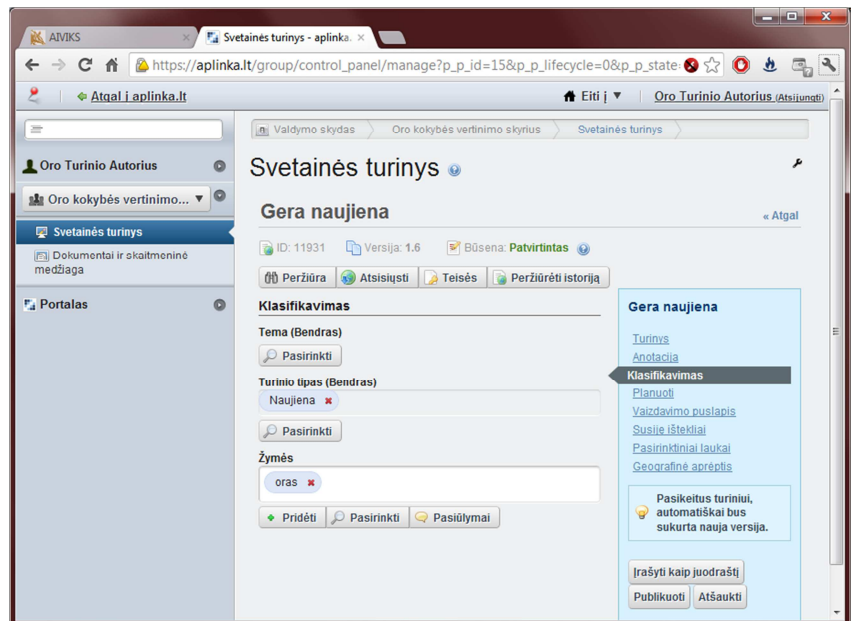 AIVIKS
Svetainės turinys - aplinka.
https://aplinka.lt/group/control_panel/manage?p_p_id=15&p_p_lifecycle=0&p_p_state
Atgal į aplinka.lt
Eiti į
Oro Turinio Autorius (Atsijungti)
Valdymo skydas
Oro kokybės vertinimo skyrius
Svetainės turinys
Oro Turinio Autorius
Oro kokybės vertinimo...
Svetainės turinys
Dokumentai ir skaitmeninė
medžiaga
Portalas
Svetainės turinys
Gera naujiena
« Atgal
ID: 11931 Versija: 1.6 Būsena: Patvirtintas
Peržiūra Atsisiųsti Teisės Peržiūrėti istoriją
Klasifikavimas
Tema (Bendras)
Pasirinkti
Turinio tipas (Bendras)
Naujiena
Pasirinkti
Žymės
oras
Pridėti Pasirinkti Pasiūlymai
Gera naujiena
Turinys
Anotacija
Klasifikavimas
Planuoti
Vaizdavimo puslapis
Susiję ištekliai
Pasirinktiniai laukai
Geografinė aprėptis
Pasikeitus turiniui,
automatiškai bus
sukurta nauja versija.
Įrašyti kaip juodraštį
Publikuoti Atšaukti